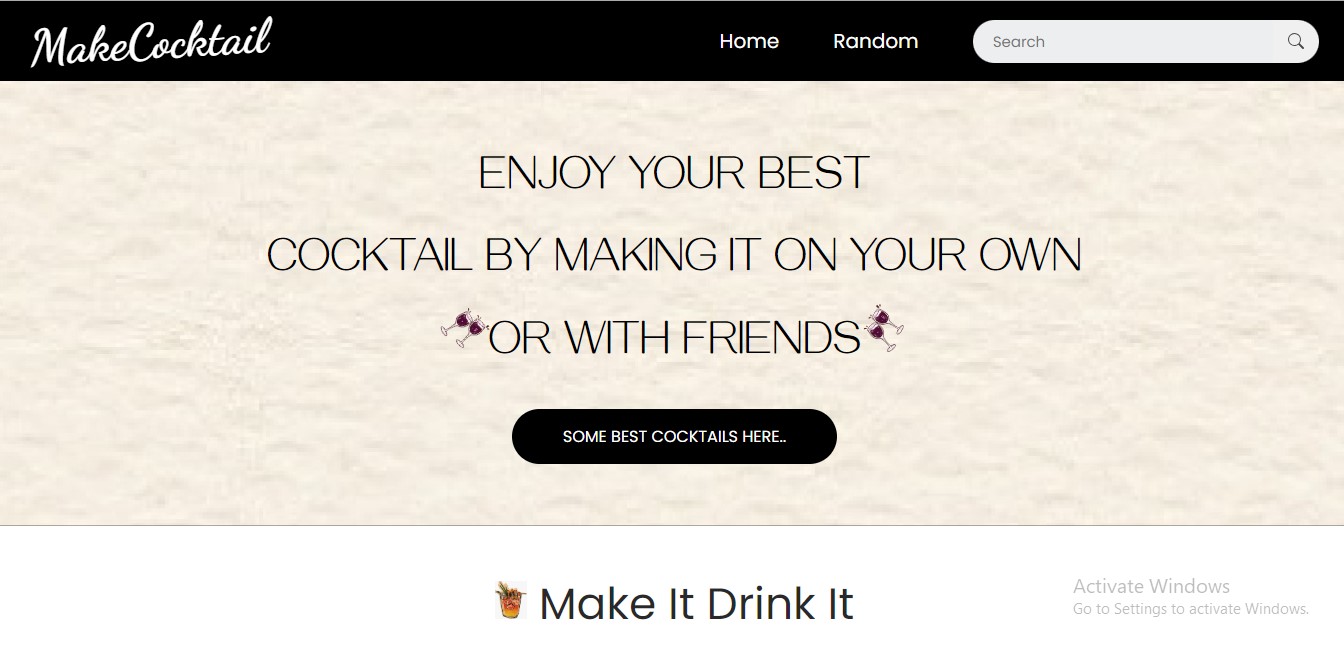 MakeCocktail
Home
Random
Search
ENJOY YOUR BEST
COCKTAIL BY MAKING IT ON YOUR OWN
OR WITH FRIENDS
SOME BEST COCKTAILS HERE..
Make It Drink It
Activate Windows
Go to Settings to activate Windows.